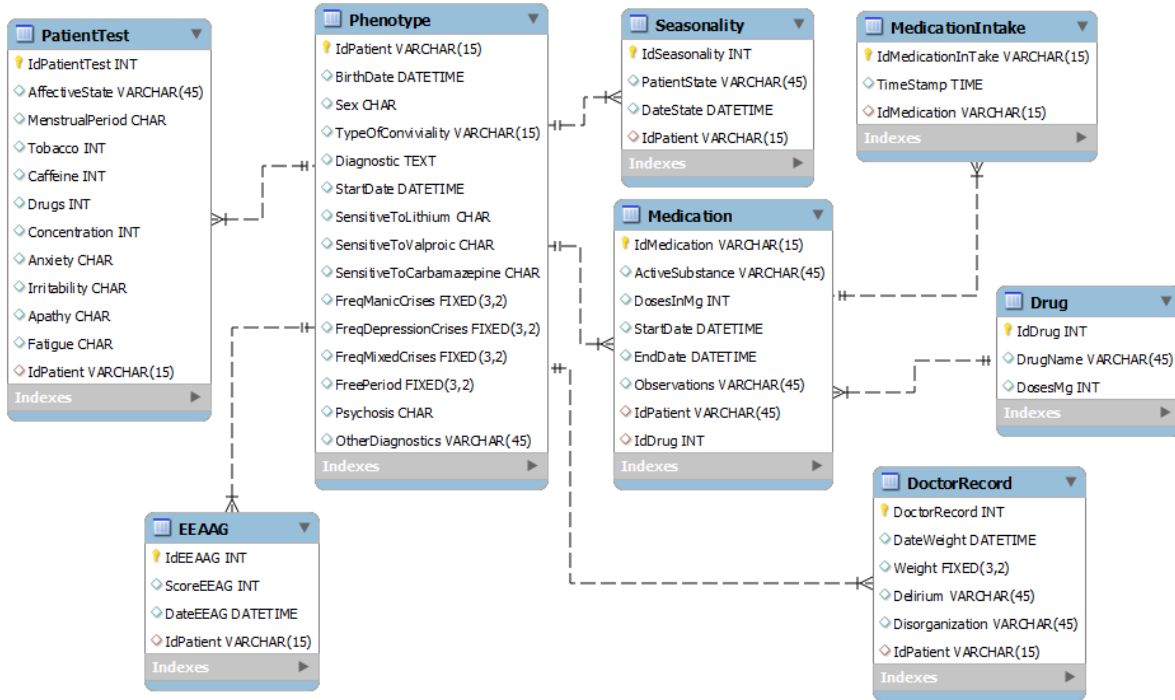 PatientTest
IdPatientTest INT
AffectiveState VARCHAR(45)
MenstrualPeriod CHAR
Tobacco INT
Caffeine INT
Drugs INT
Concentration INT
Anxiety CHAR
Irritability CHAR
Apathy CHAR
Fatigue CHAR
IdPatient VARCHAR(15)
Indexes
Phenotype
IdPatient VARCHAR(15)
BirthDate DATETIME
Sex CHAR
TypeOfConviviality VARCHAR(15)
Diagnostic TEXT
StartDate DATETIME
SensitiveToLithium CHAR
SensitiveToValproic CHAR
SensitiveToCarbamazepine CHAR
FreqManicCrises FIXED(3,2)
FreqDepressionCrises FIXED(3,2)
FreqMixedCrises FIXED(3,2)
FreePeriod FIXED(3,2)
Psychosis CHAR
OtherDiagnostics VARCHAR(45)
Indexes
Seasonality
IdSeasonality INT
PatientState VARCHAR(45)
DateState DATETIME
IdPatient VARCHAR(15)
Indexes
MedicationIntake
IdMedicationInTake VARCHAR(15)
TimeStamp TIME
IdMedication VARCHAR(15)
Indexes
Medication
IdMedication VARCHAR(15)
ActiveSubstance VARCHAR(45)
DosesInMg INT
StartDate DATETIME
EndDate DATETIME
Observations VARCHAR(45)
IdPatient VARCHAR(45)
IdDrug INT
Indexes
Drug
IdDrug INT
DrugName VARCHAR(45)
DosesMg INT
Indexes
EEAAG
IdEEAAG INT
ScoreEEAG INT
DateEEAG DATETIME
IdPatient VARCHAR(15)
Indexes
DoctorRecord
DoctorRecord INT
DateWeight DATETIME
Weight FIXED(3,2)
Delirium VARCHAR(45)
Disorganization VARCHAR(45)
IdPatient VARCHAR(15)
Indexes